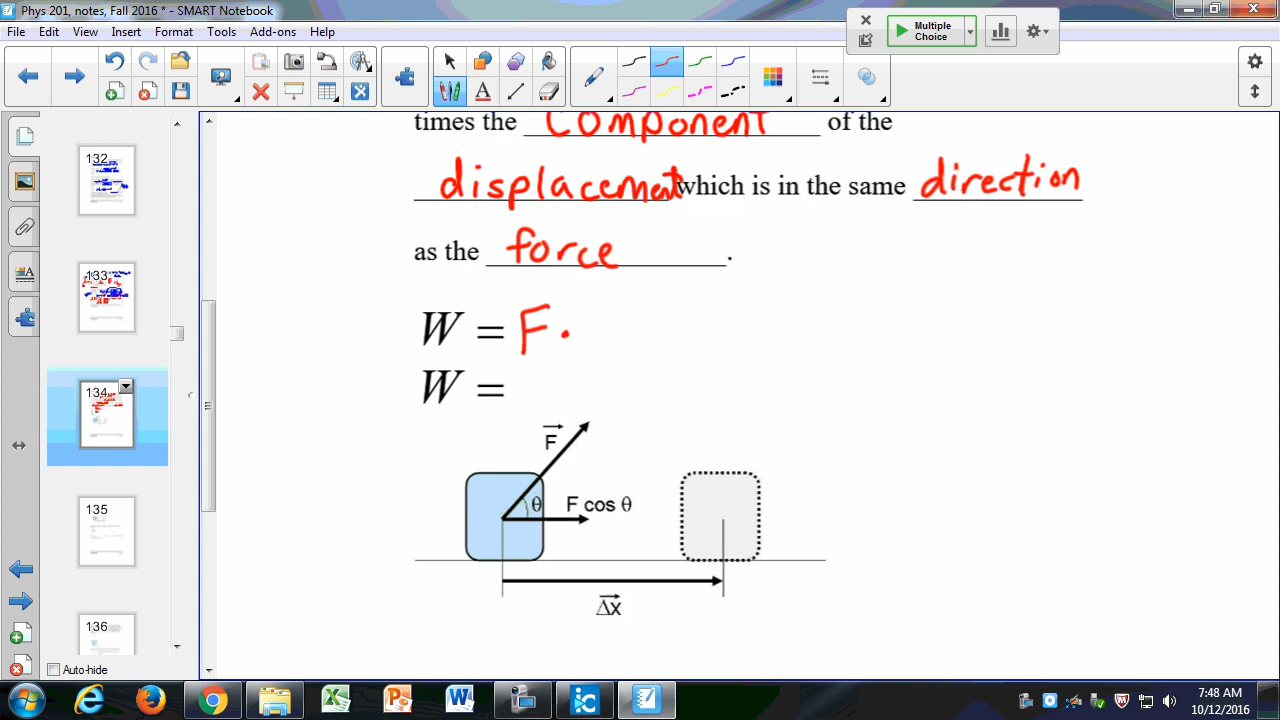 Phys 201, notes, Fall 2016 * - SMART Notebook
File Edit View Insert Format Tools Add-ons Help
Multiple
Choice
132
133
134
135
136
Auto-hide
times the component of the
displacemat which is in the same direction
as the force .
W = F ·
W =
F
θ F cos θ
Δx
7:48 AM
10/12/2016